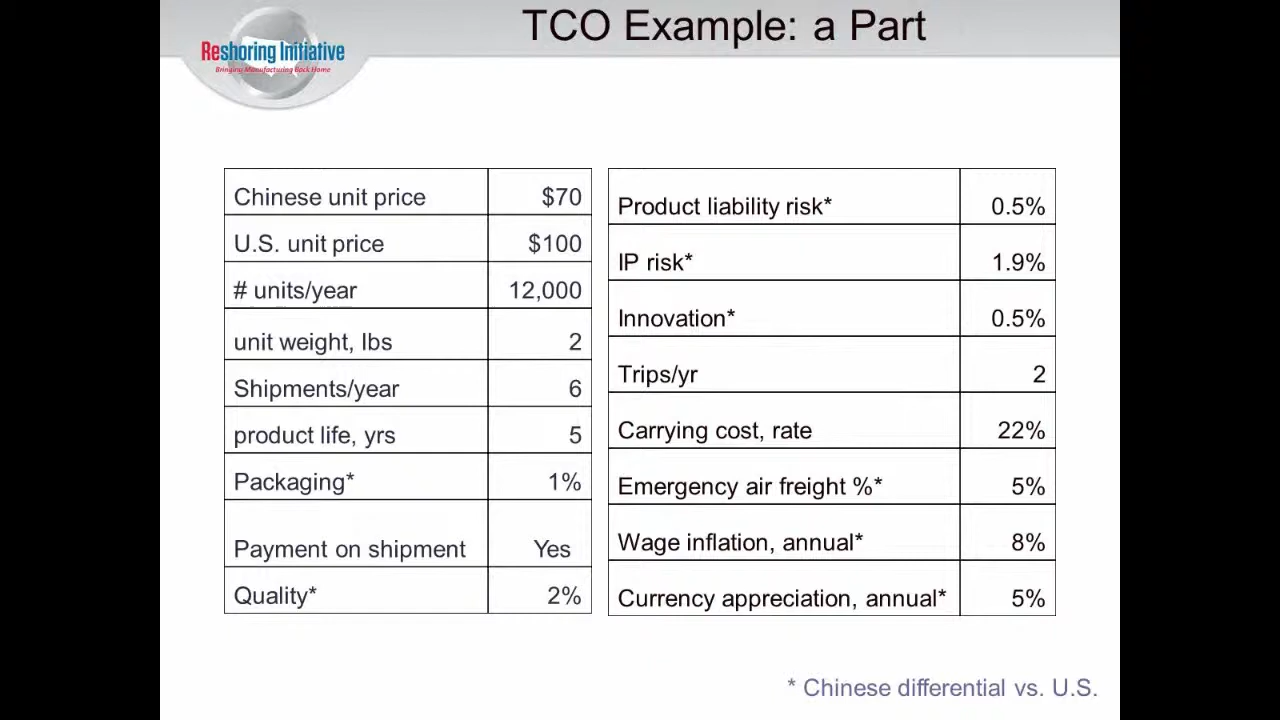 TCO Example: a Part
Reshoring Initiative
Bringing Manufacturing Back Home
Chinese unit price $70
U.S. unit price $100
# units/year 12,000
unit weight, lbs 2
Shipments/year 6
product life, yrs 5
Packaging* 1%
Payment on shipment Yes
Quality* 2%
Product liability risk* 0.5%
IP risk* 1.9%
Innovation* 0.5%
Trips/yr 2
Carrying cost, rate 22%
Emergency air freight %* 5%
Wage inflation, annual* 8%
Currency appreciation, annual* 5%
* Chinese differential vs. U.S.